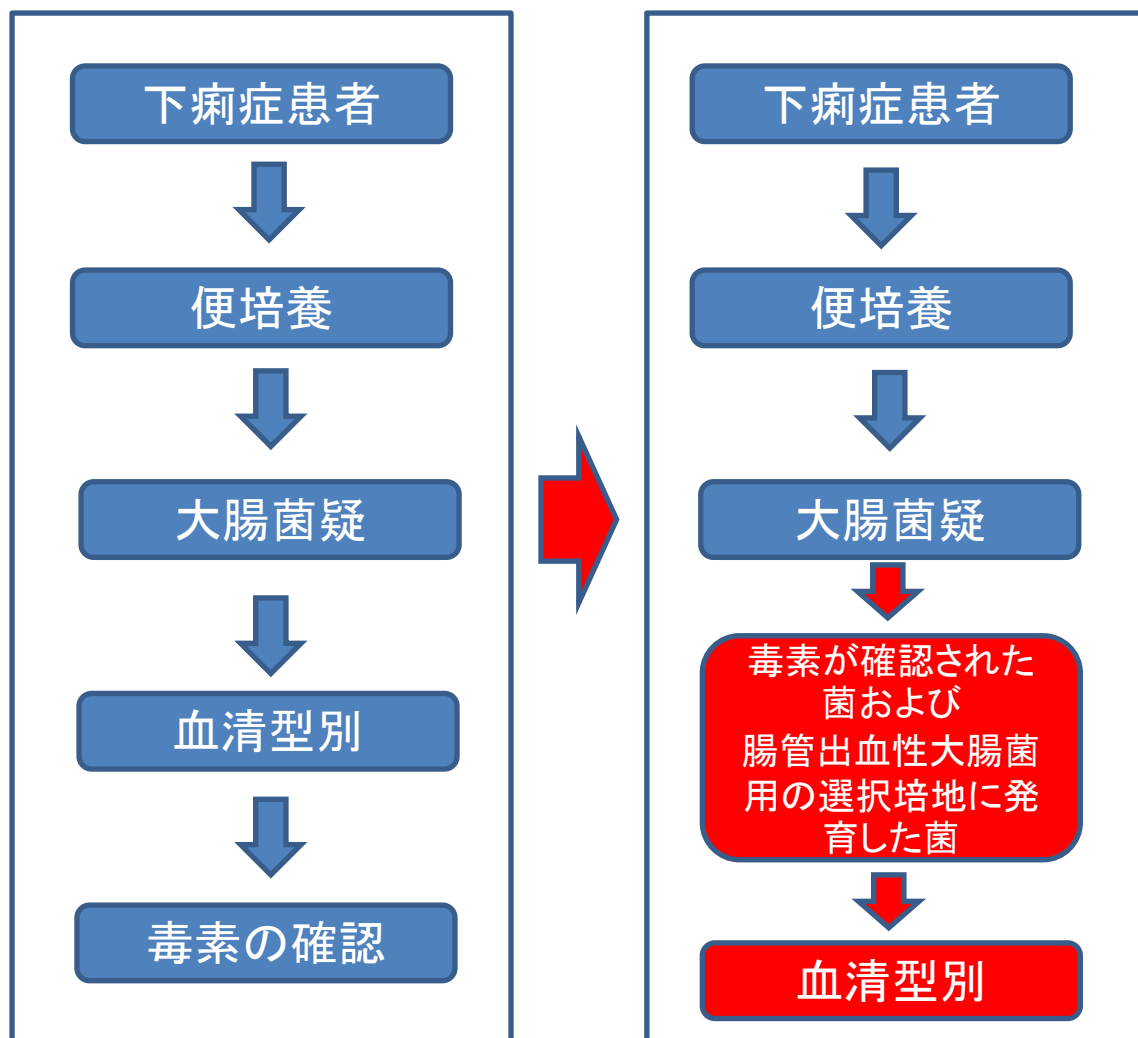 下痢症患者
便培養
大腸菌疑
血清型別
毒素の確認
下痢症患者
便培養
大腸菌疑
毒素が確認された
菌および
腸管出血性大腸菌
用の選択培地に発
育した菌
血清型別